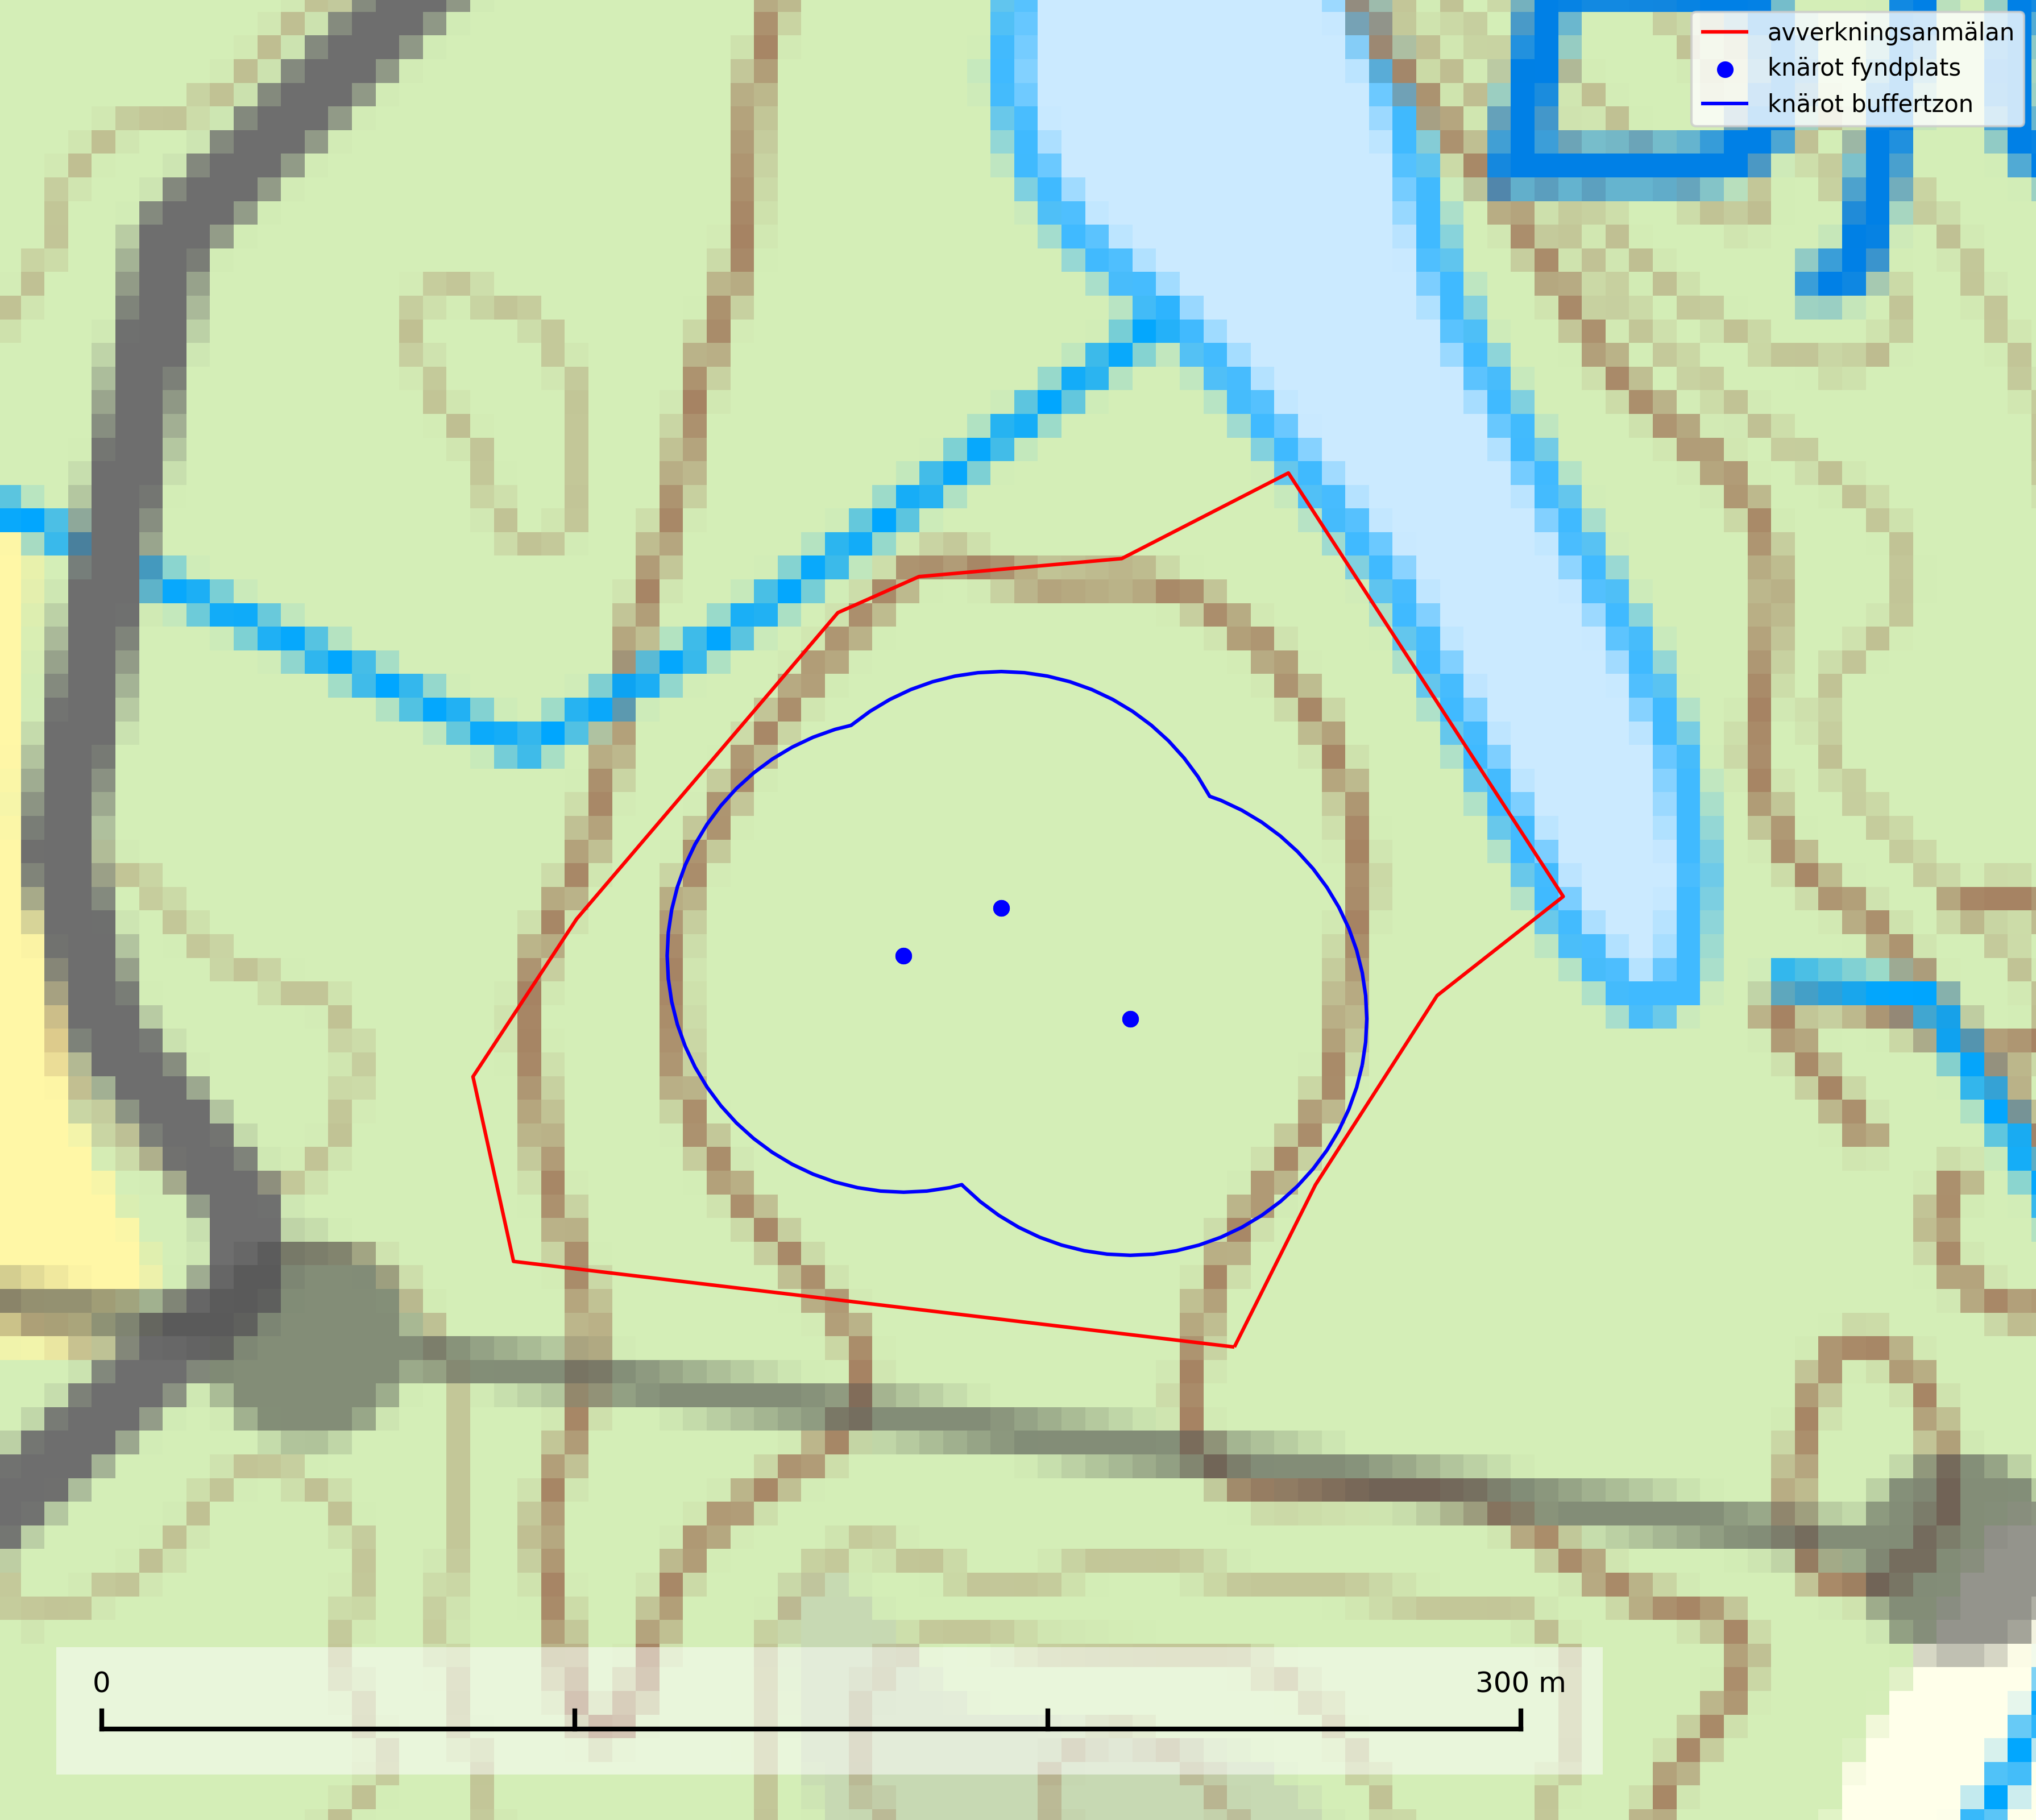 avverkningsanmälan
knärot fyndplats
knärot buffertzon
0 300 m